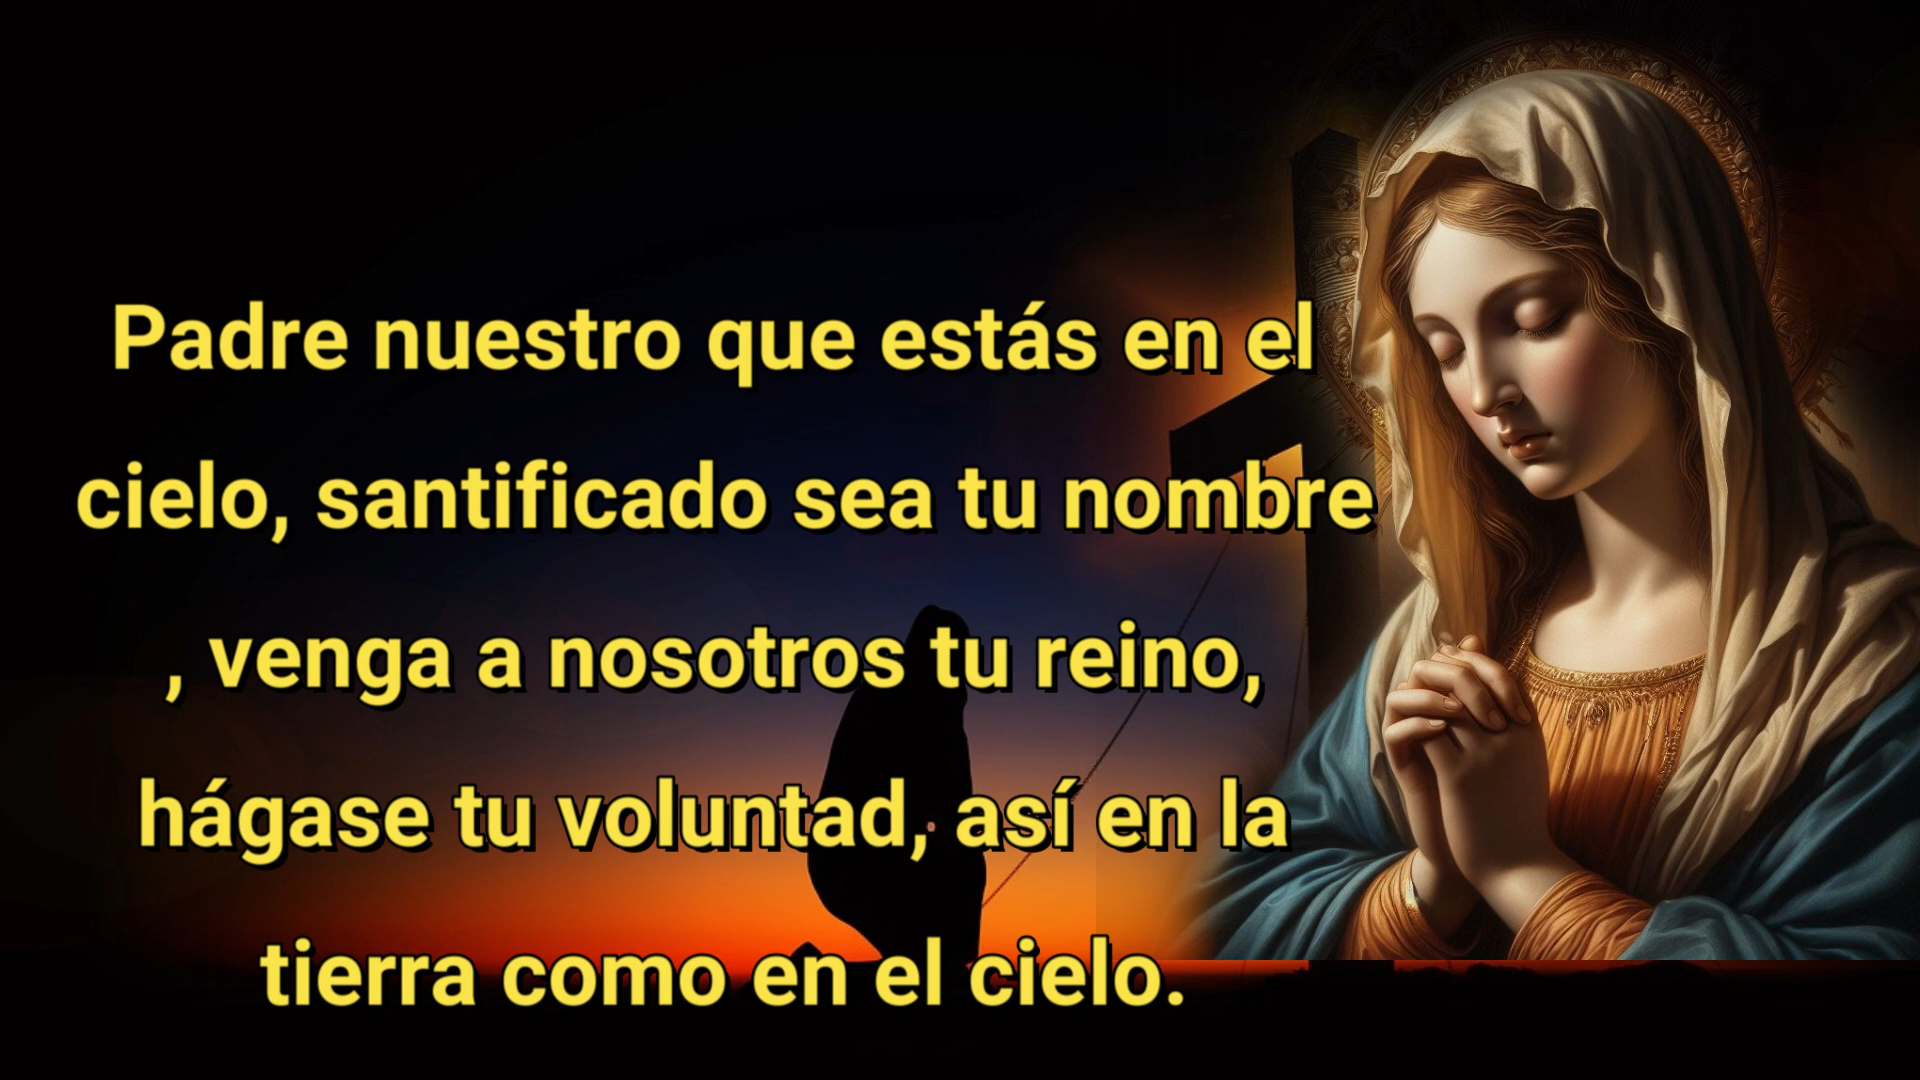 Padre nuestro que estás en el
cielo, santificado sea tu nombre
, venga a nosotros tu reino,
hágase tu voluntad, así en la
tierra como en el cielo.